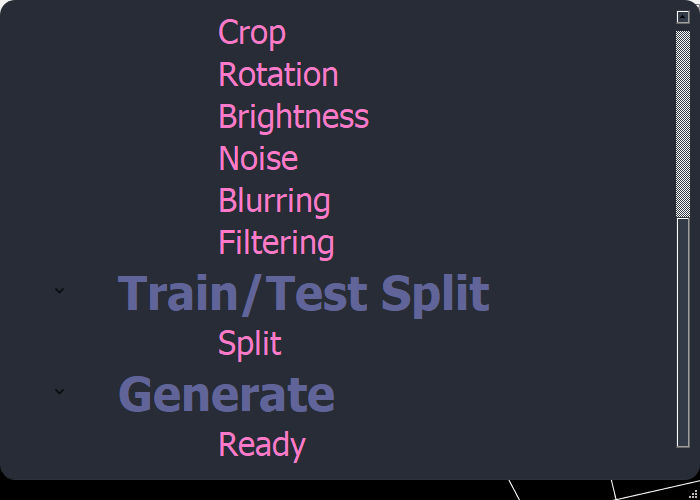 Crop
Rotation
Brightness
Noise
Blurring
Filtering
Train/Test Split
Split
Generate
Ready